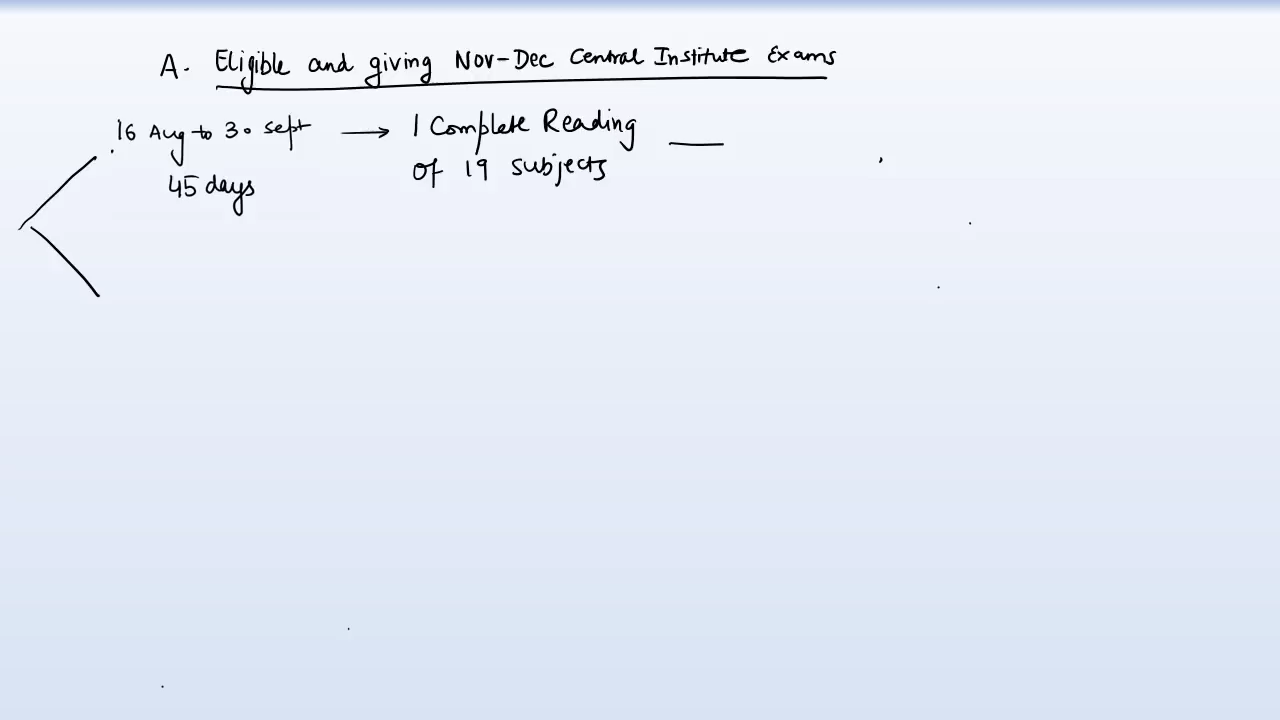 A. Eligible and giving Nov-Dec Central Institute Exams
16 Aug to 30 sept → 1 Complete Reading
of 19 subjects
45 days